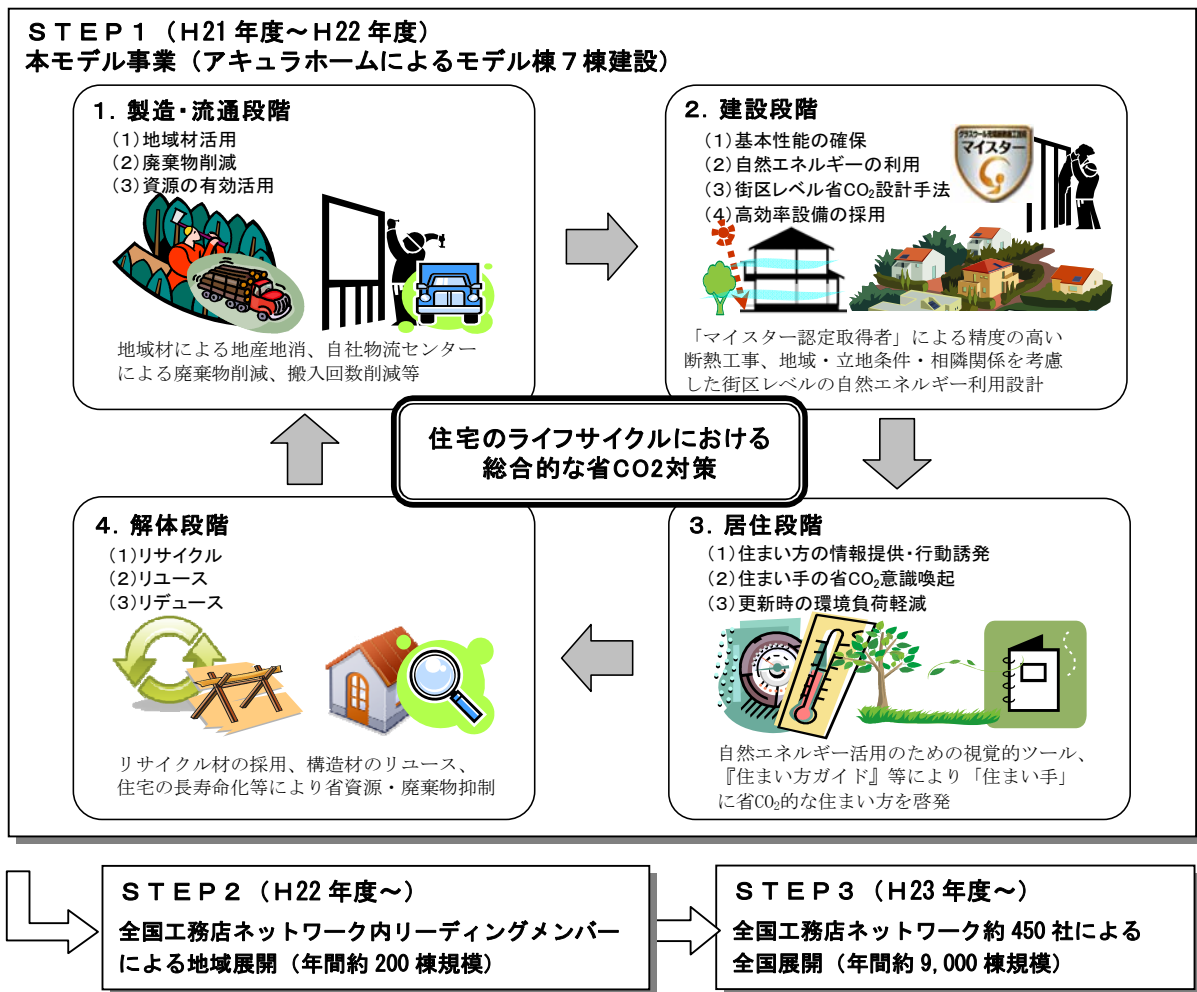 ＳＴＥＰ１（Ｈ21 年度～Ｈ22 年度）
本モデル事業（アキュラホームによるモデル棟７棟建設）
１．製造・流通段階
（１）地域材活用
（２）廃棄物削減
（３）資源の有効活用
地域材による地産地消、自社物流センター
による廃棄物削減、搬入回数削減等
２．建設段階
（１）基本性能の確保
（２）自然エネルギーの利用
（３）街区レベル省CO₂設計手法
（４）高効率設備の採用
マイスター
「マイスター認定取得者」による精度の高い
断熱工事、地域・立地条件・相隣関係を考慮
した街区レベルの自然エネルギー利用設計
住宅のライフサイクルにおける
総合的な省CO2対策
４．解体段階
（１）リサイクル
（２）リユース
（３）リデュース
リサイクル材の採用、構造材のリユース、
住宅の長寿命化等により省資源・廃棄物抑制
３．居住段階
（１）住まい方の情報提供・行動誘発
（２）住まい手の省CO₂意識喚起
（３）更新時の環境負荷軽減
自然エネルギー活用のための視覚的ツール、
『住まい方ガイド』等により「住まい手」
に省CO₂的な住まい方を啓発
ＳＴＥＰ２（Ｈ22 年度～）
全国工務店ネットワーク内リーディングメンバー
による地域展開（年間約 200 棟規模）
ＳＴＥＰ３（Ｈ23 年度～）
全国工務店ネットワーク約 450 社による
全国展開（年間約 9,000 棟規模）